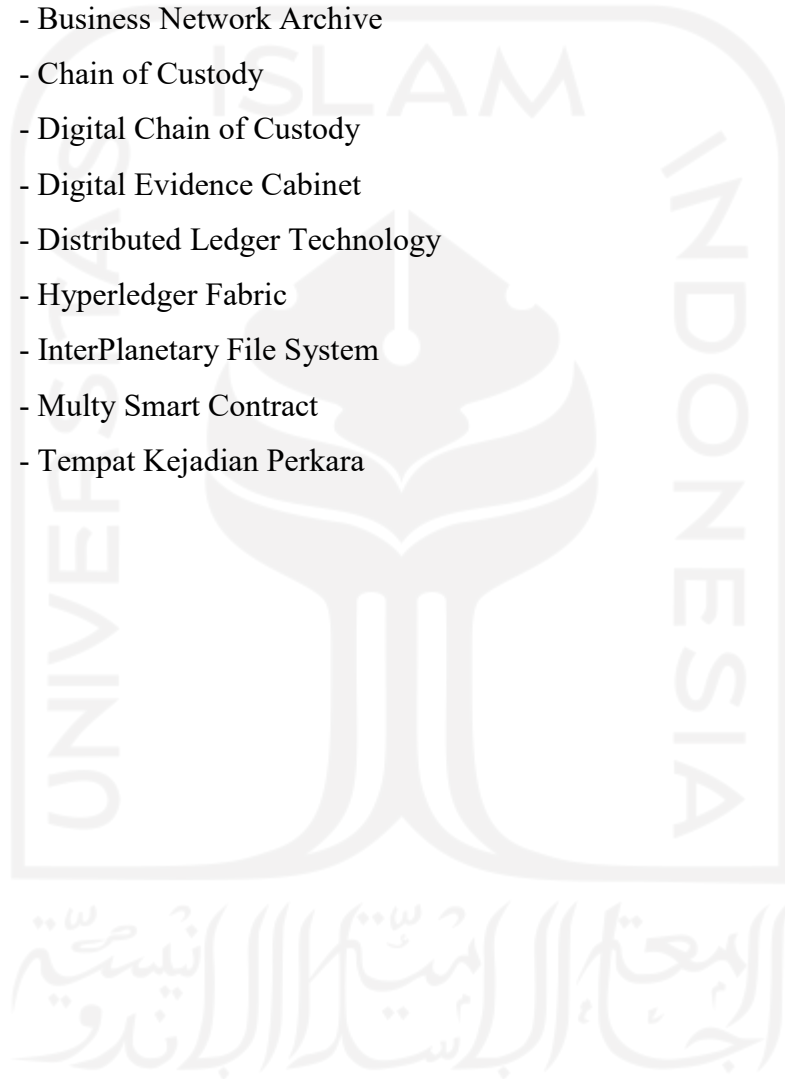 - Business Network Archive
- Chain of Custody
- Digital Chain of Custody
- Digital Evidence Cabinet
- Distributed Ledger Technology
- Hyperledger Fabric
- InterPlanetary File System
- Multy Smart Contract
- Tempat Kejadian Perkara
UNIVERSITAS
ISLAM
INDONESIA